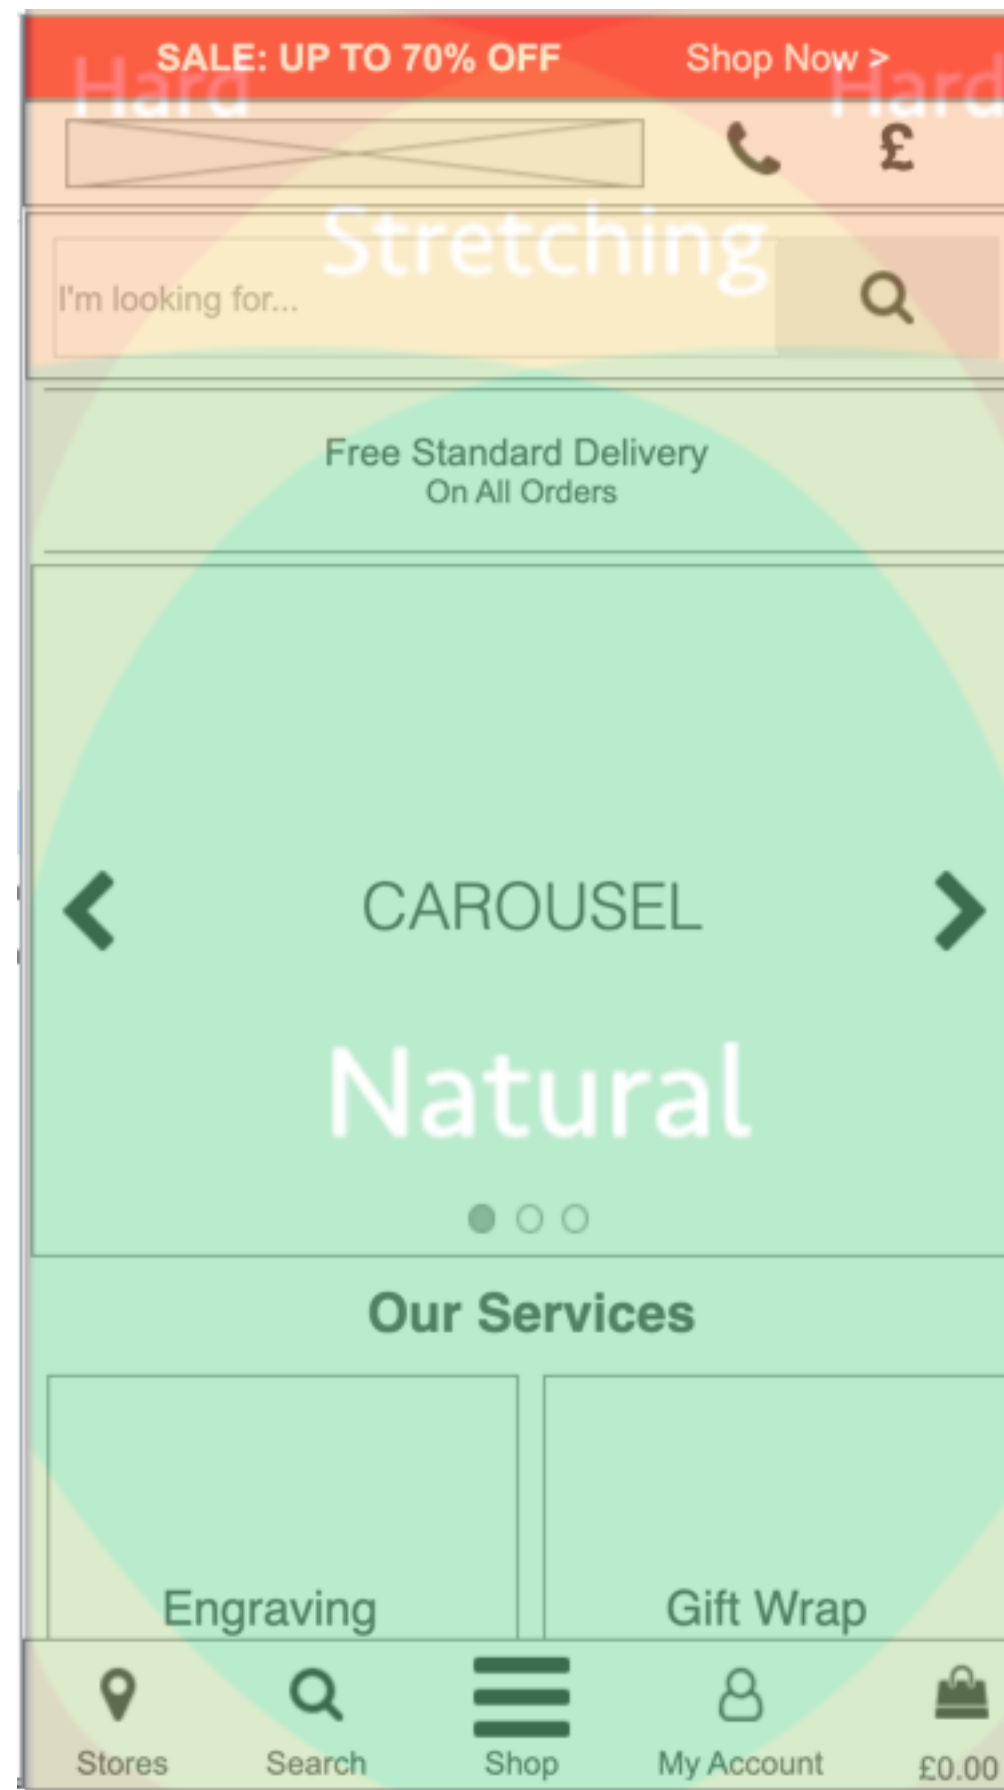 SALE: UP TO 70% OFF Shop Now >
Hard Hard
£
Stretching
I'm looking for...
Free Standard Delivery
On All Orders
CAROUSEL
Natural
Our Services
Engraving Gift Wrap
Stores Search Shop My Account £0.00